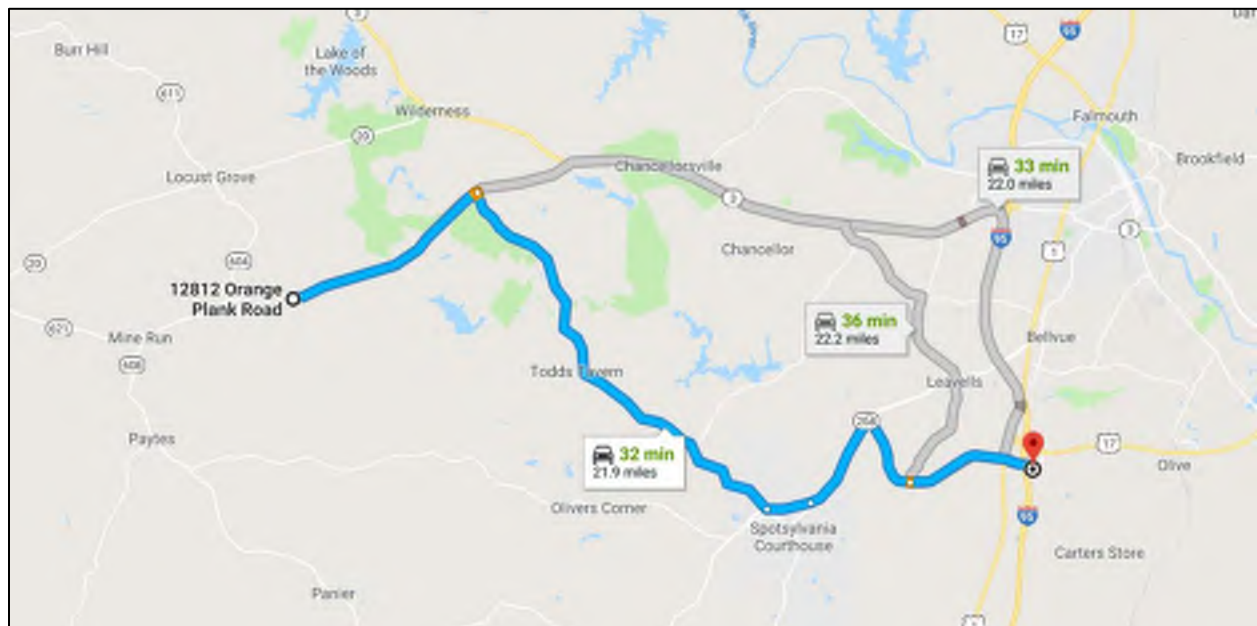 17
95
Burr Hill
Lake of
the Woods
611
Wilderness
Falmouth
20
Locust Grove
Chancellorsville
33 min
22.0 miles
Brookfield
3
3
95
Chancellor
1
20
604
12812 Orange
Plank Road
621
Mine Run
36 min
22.2 miles
Bellvue
608
Todds Tavern
Leavells
208
Paytes
32 min
21.9 miles
17
Olive
Olivers Corner
95
Spotsylvania
Courthouse
Carters Store
Panier